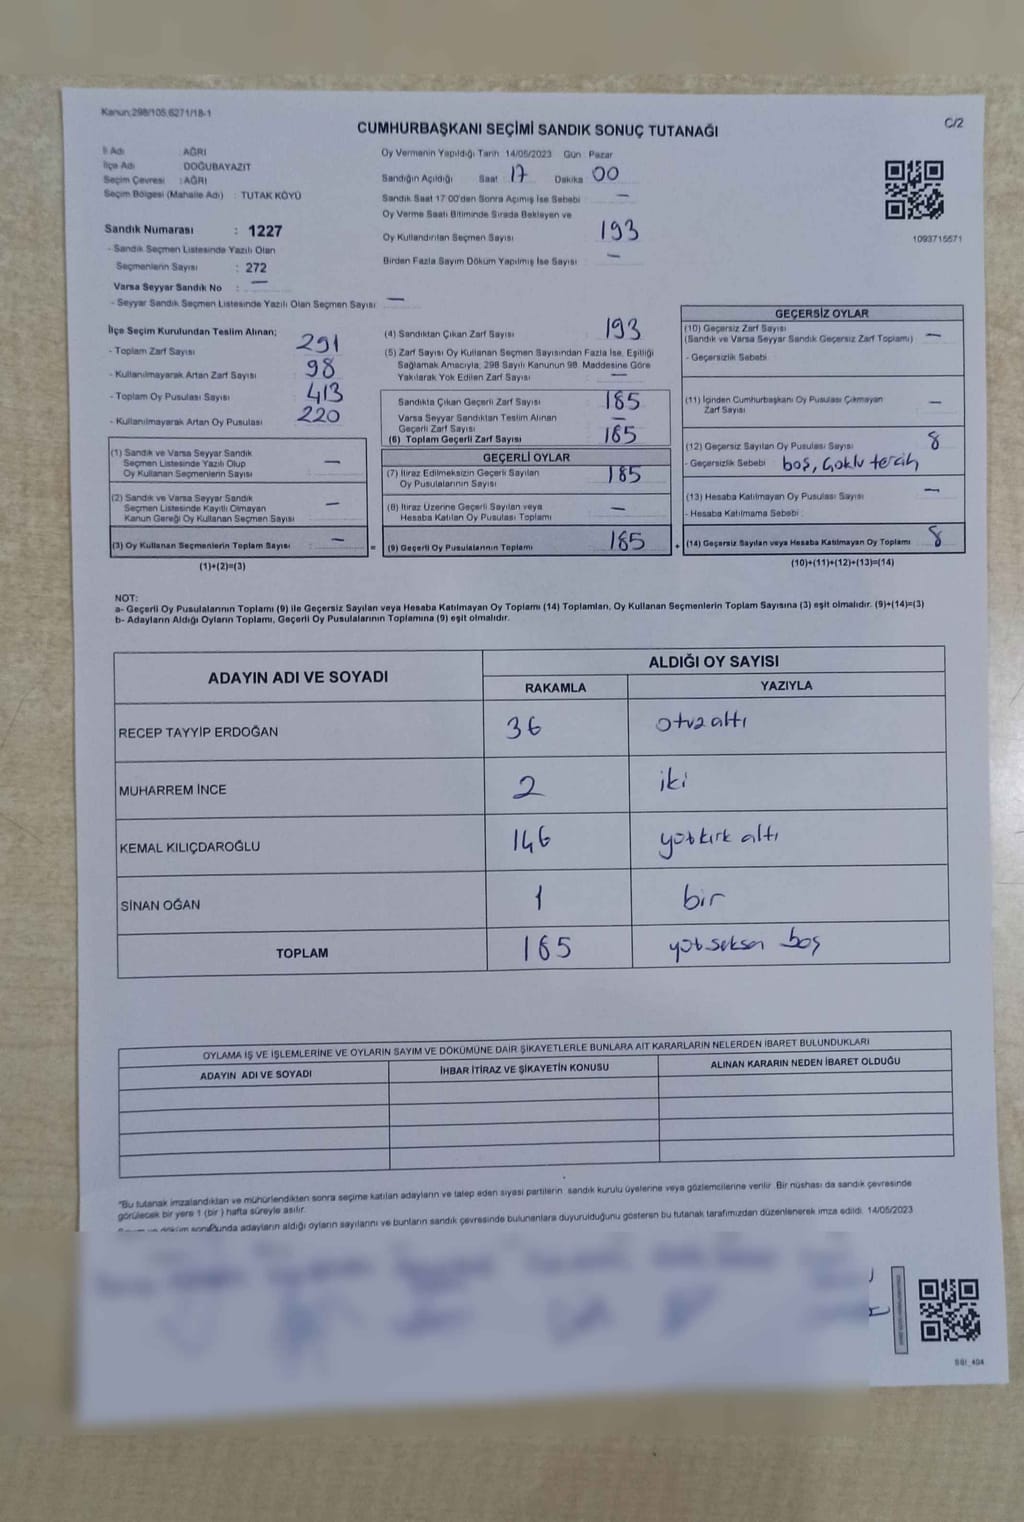 Kanun;298/105,6271/18-1
C/2
CUMHURBAŞKANI SEÇİMİ SANDIK SONUÇ TUTANAĞI
İl Adı : AĞRI
İlçe Adı : DOĞUBAYAZIT
Seçim Çevresi : AĞRI
Seçim Bölgesi (Mahalle Adı) : TUTAK KÖYÜ
Sandık Numarası : 1227
- Sandık Seçmen Listesinde Yazılı Olan
Seçmenlerin Sayısı : 272
Varsa Seyyar Sandık No : —
- Seyyar Sandık Seçmen Listesinde Yazılı Olan Seçmen Sayısı : —
Oy Vermenin Yapıldığı Tarih : 14/05/2023 Gün : Pazar
Sandığın Açıldığı Saat : 17 Dakika : 00
Sandık Saat 17:00'den Sonra Açımış İse Sebebi : —
Oy Verme Saati Bitiminde Sırada Bekleyen ve
Oy Kullandırılan Seçmen Sayısı : 193
Birden Fazla Sayım Döküm Yapılmış İse Sayısı : —
1093715571
İlçe Seçim Kurulundan Teslim Alınan;
- Toplam Zarf Sayısı : 291
- Kullanılmayarak Artan Zarf Sayısı : 98
- Toplam Oy Pusulası Sayısı : 413
- Kullanılmayarak Artan Oy Pusulası : 220
(1) Sandık ve Varsa Seyyar Sandık
Seçmen Listesinde Yazılı Olup
Oy Kullanan Seçmenlerin Sayısı —
(2) Sandık ve Varsa Seyyar Sandık
Seçmen Listesinde Kayıtlı Olmayan
Kanun Gereği Oy Kullanan Seçmen Sayısı —
(3) Oy Kullanan Seçmenlerin Toplam Sayısı : —
(1)+(2)=(3)
=
(4) Sandıktan Çıkan Zarf Sayısı : 193
(5) Zarf Sayısı Oy Kullanan Seçmen Sayısından Fazla İse, Eşitliği
Sağlamak Amacıyla, 298 Sayılı Kanunun 98. Maddesine Göre
Yakılarak Yok Edilen Zarf Sayısı : —
Sandıkta Çıkan Geçerli Zarf Sayısı : 185
Varsa Seyyar Sandıktan Teslim Alınan
Geçerli Zarf Sayısı : —
(6) Toplam Geçerli Zarf Sayısı : 185
GEÇERLİ OYLAR
(7) İtiraz Edilmeksizin Geçerli Sayılan
Oy Pusulalarının Sayısı : 185
(8) İtiraz Üzerine Geçerli Sayılan veya
Hesaba Katılan Oy Pusulası Toplamı : —
(9) Geçerli Oy Pusulalarının Toplamı : 185
+
GEÇERSİZ OYLAR
(10) Geçersiz Zarf Sayısı
(Sandık ve Varsa Seyyar Sandık Geçersiz Zarf Toplamı) : —
- Geçersizlik Sebebi
(11) İçinden Cumhurbaşkanı Oy Pusulası Çıkmayan
Zarf Sayısı : —
(12) Geçersiz Sayılan Oy Pusulası Sayısı : 8
- Geçersizlik Sebebi : boş, çoklu tercih
(13) Hesaba Katılmayan Oy Pusulası Sayısı : —
- Hesaba Katılmama Sebebi :
(14) Geçersiz Sayılan veya Hesaba Katılmayan Oy Toplamı : 8
(10)+(11)+(12)+(13)=(14)
NOT:
a- Geçerli Oy Pusulalarının Toplamı (9) ile Geçersiz Sayılan veya Hesaba Katılmayan Oy Toplamı (14) Toplamları, Oy Kullanan Seçmenlerin Toplam Sayısına (3) eşit olmalıdır. (9)+(14)=(3)
b- Adayların Aldığı Oyların Toplamı, Geçerli Oy Pusulalarının Toplamına (9) eşit olmalıdır.
ADAYIN ADI VE SOYADI ALDIĞI OY SAYISI
RAKAMLA YAZIYLA
RECEP TAYYİP ERDOĞAN 36 otuzaltı
MUHARREM İNCE 2 iki
KEMAL KILIÇDAROĞLU 146 yüzkırk altı
SİNAN OĞAN 1 bir
TOPLAM 185 yüzseksen beş
OYLAMA İŞ VE İŞLEMLERİNE VE OYLARIN SAYIM VE DÖKÜMÜNE DAİR ŞİKAYETLERLE BUNLARA AİT KARARLARIN NELERDEN İBARET BULUNDUKLARI
ADAYIN ADI VE SOYADI İHBAR İTİRAZ VE ŞİKAYETİN KONUSU ALINAN KARARIN NEDEN İBARET OLDUĞU
"Bu tutanak imzalandıktan ve mühürlendikten sonra seçime katılan adayların ve talep eden siyasi partilerin sandık kurulu üyelerine veya gözlemcilerine verilir. Bir nüshası da sandık çevresinde
görülecek bir yere 1 (bir ) hafta süreyle asılır.
döküm sonucunda adayların aldığı oyların sayılarını ve bunların sandık çevresinde bulunanlara duyurulduğunu gösteren bu tutanak tarafımızdan düzenlenerek imza edildi. 14/05/2023